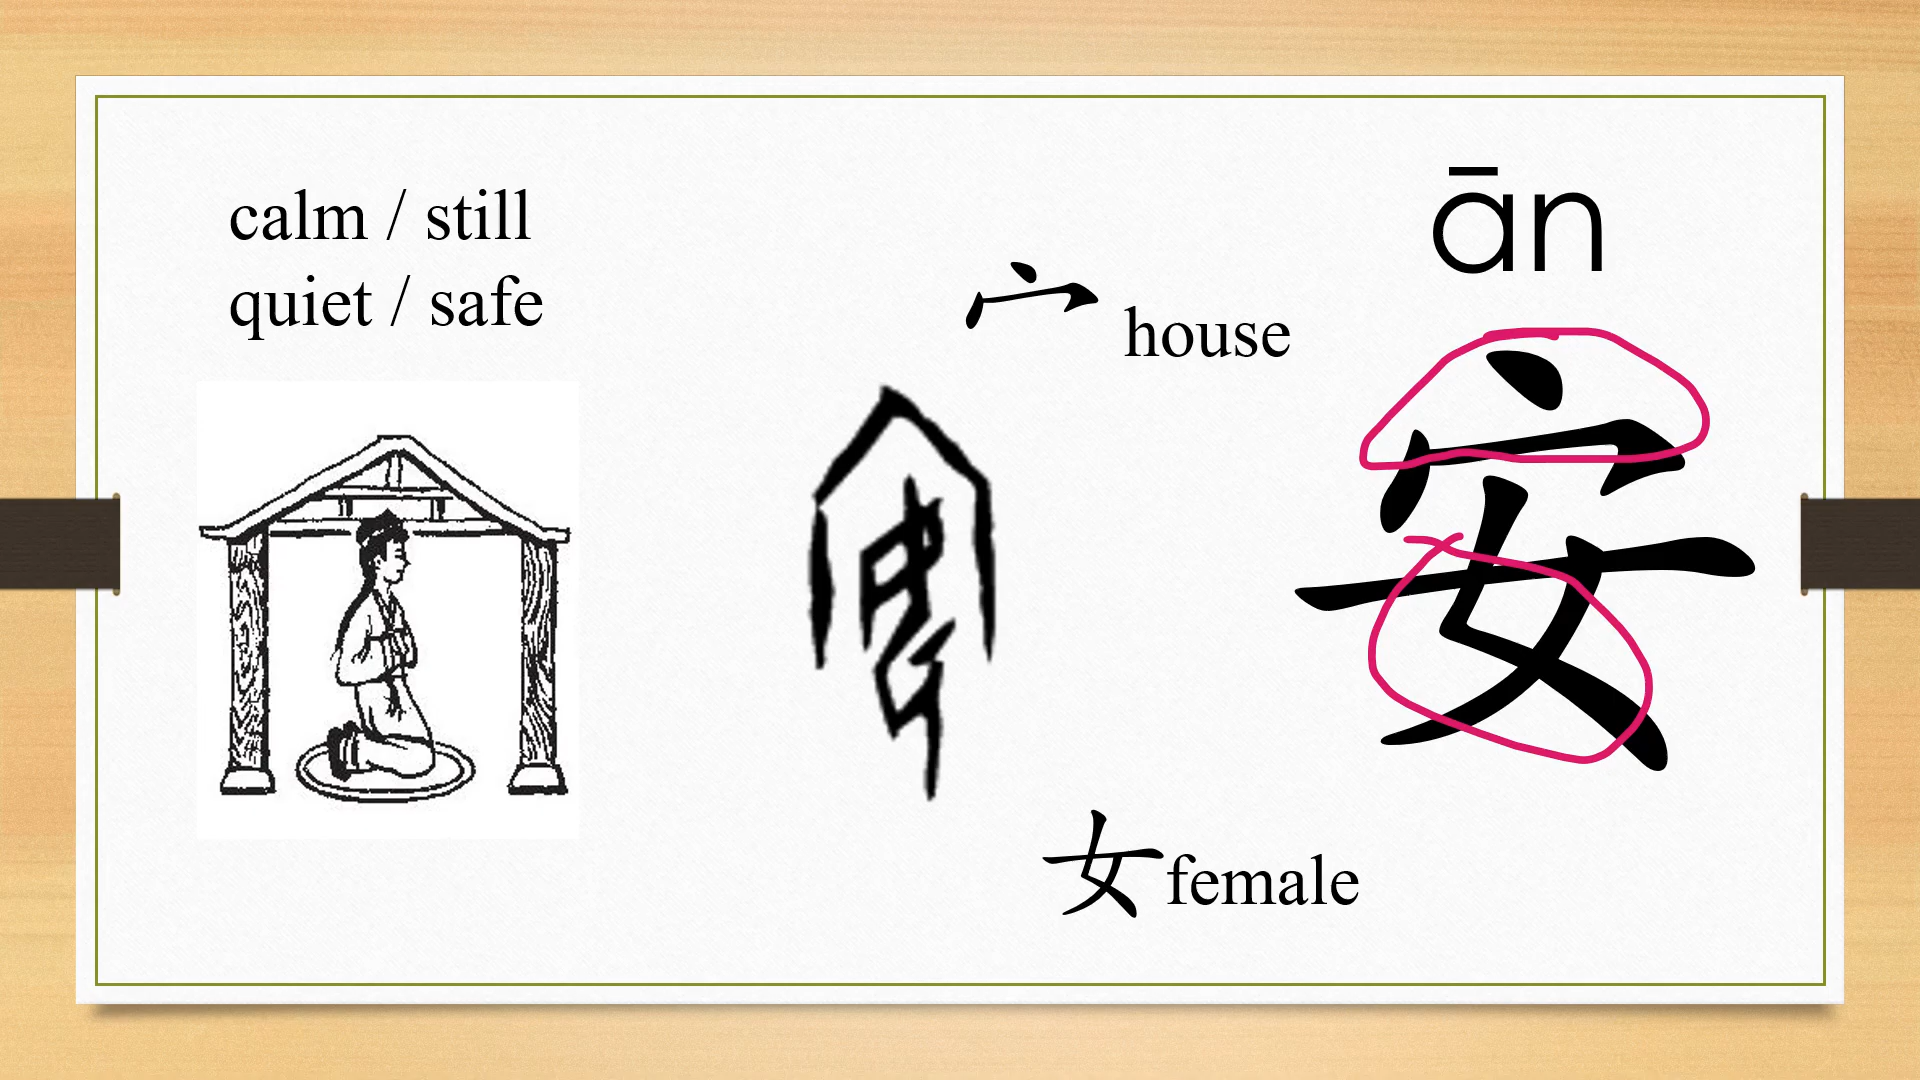 calm / still
quiet / safe
宀 house
ān
安
女 female